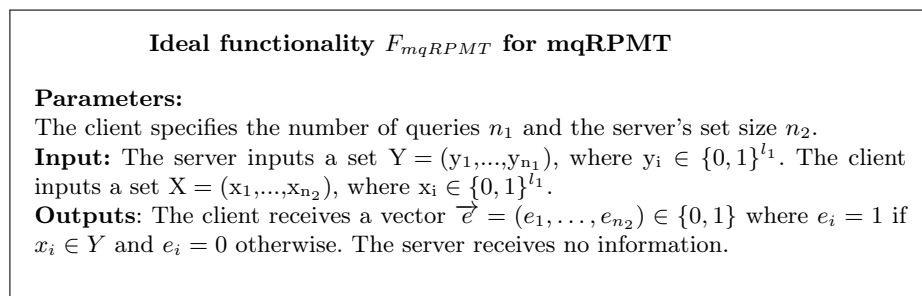 Ideal functionality F_{mqRPMT} for mqRPMT
Parameters:
The client specifies the number of queries n_1 and the server's set size n_2.
Input: The server inputs a set Y = (y_1,...,y_{n_1}), where y_i ∈ {0, 1}^{l_1}. The client
inputs a set X = (x_1,...,x_{n_2}), where x_i ∈ {0, 1}^{l_1}.
Outputs: The client receives a vector \overrightarrow{e} = (e_1, . . . , e_{n_2}) ∈ {0, 1} where e_i = 1 if
x_i ∈ Y and e_i = 0 otherwise. The server receives no information.